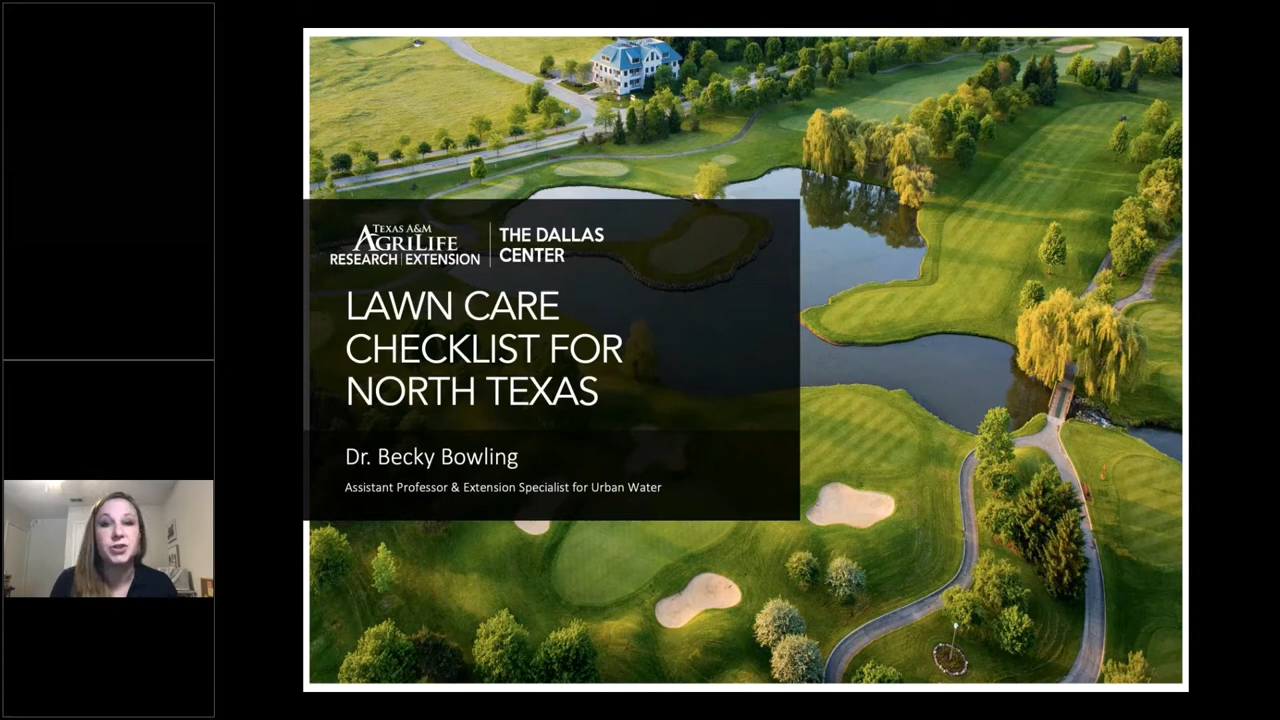 TEXAS A&M
AGRILIFE
RESEARCH | EXTENSION
THE DALLAS
CENTER
LAWN CARE
CHECKLIST FOR
NORTH TEXAS
Dr. Becky Bowling
Assistant Professor & Extension Specialist for Urban Water